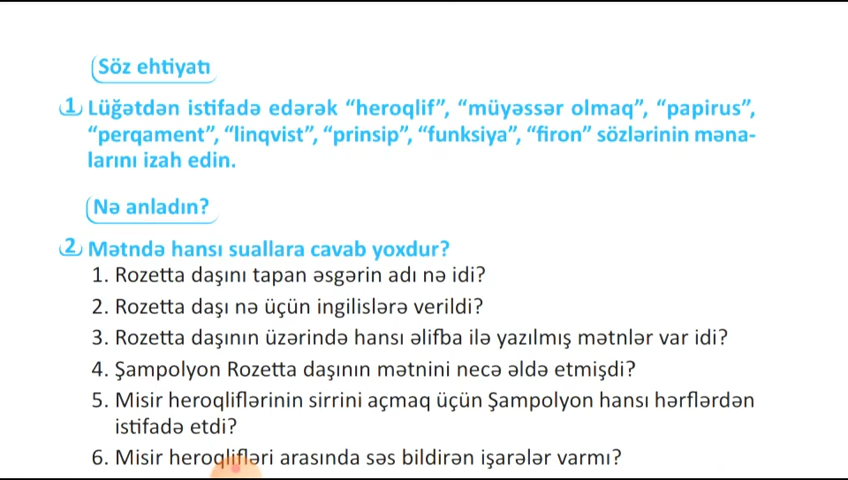 Söz ehtiyatı
1 Lüğətdən istifadə edərək “heroqlif”, “müyəssər olmaq”, “papirus”,
“perqament”, “linqvist”, “prinsip”, “funksiya”, “firon” sözlərinin məna-
larını izah edin.
Nə anladın?
2 Mətndə hansı suallara cavab yoxdur?
1. Rozetta daşını tapan əsgərin adı nə idi?
2. Rozetta daşı nə üçün ingilislərə verildi?
3. Rozetta daşının üzərində hansı əlifba ilə yazılmış mətnlər var idi?
4. Şampolyon Rozetta daşının mətnini necə əldə etmişdi?
5. Misir heroqliflərinin sirrini açmaq üçün Şampolyon hansı hərflərdən
istifadə etdi?
6. Misir heroqlifləri arasında səs bildirən işarələr varmı?